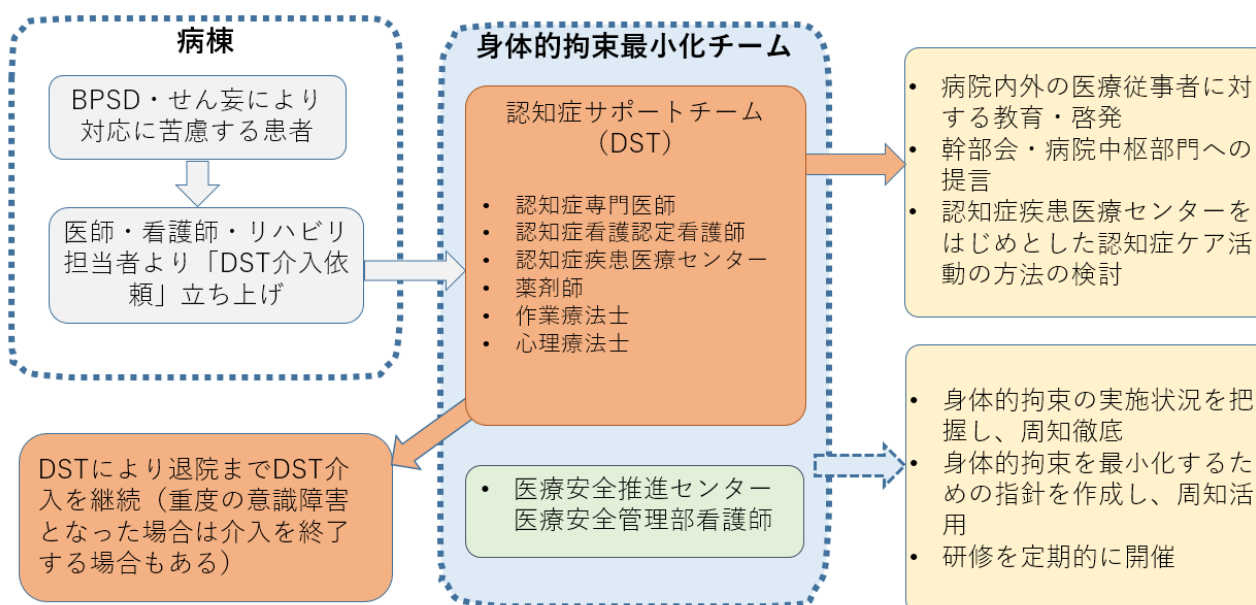 病棟
BPSD・せん妄により
対応に苦慮する患者
医師・看護師・リハビリ
担当者より「DST介入依
頼」立ち上げ
身体的拘束最小化チーム
認知症サポートチーム
（DST）
• 認知症専門医師
• 認知症看護認定看護師
• 認知症疾患医療センター
• 薬剤師
• 作業療法士
• 心理療法士
• 医療安全推進センター
医療安全管理部看護師
DSTにより退院までDST介
入を継続（重度の意識障害
となった場合は介入を終了
する場合もある）
• 病院内外の医療従事者に対
する教育・啓発
• 幹部会・病院中枢部門への
提言
• 認知症疾患医療センターを
はじめとした認知症ケア活
動の方法の検討
• 身体的拘束の実施状況を把
握し、周知徹底
• 身体的拘束を最小化するた
めの指針を作成し、周知活
用
• 研修を定期的に開催